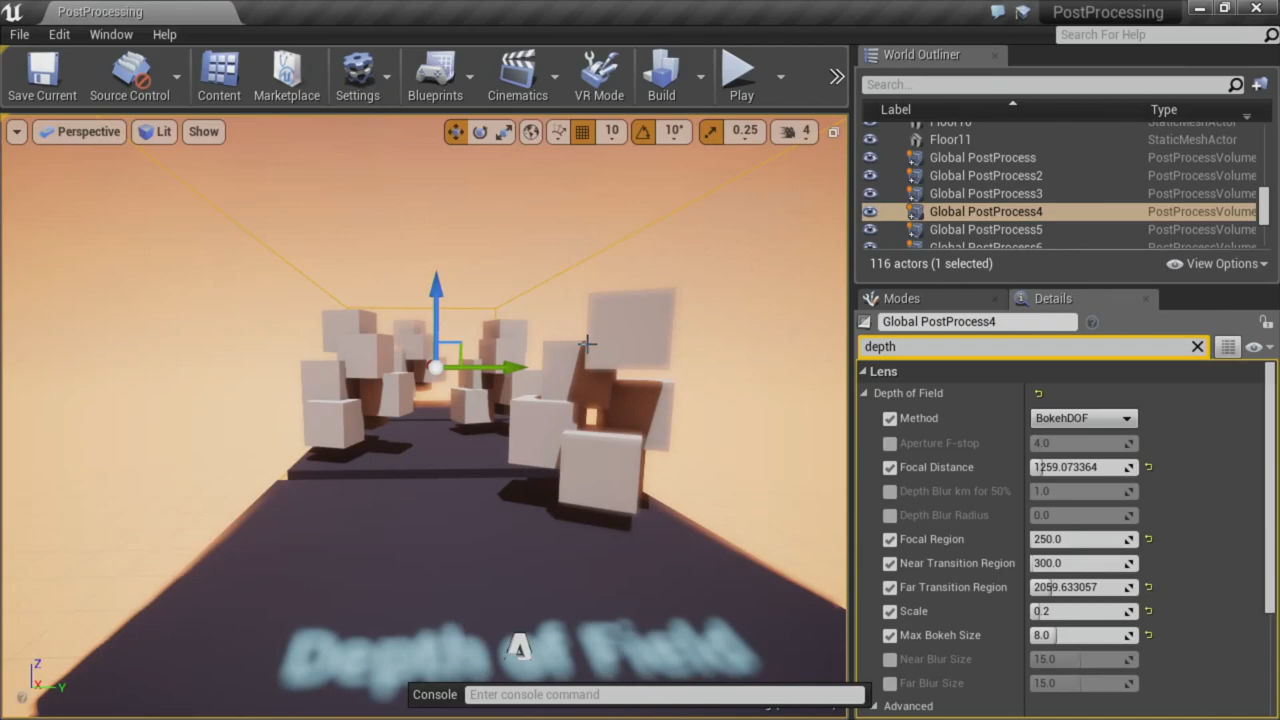 PostProcessing
PostProcessing
File Edit Window Help
Search For Help
Save Current Source Control Content Marketplace Settings Blueprints Cinematics VR Mode Build Play
Perspective Lit Show 10 10° 0.25 4
World Outliner
Search...
Label Type
Floor10 StaticMeshActor
Floor11 StaticMeshActor
Global PostProcess PostProcessVolume
Global PostProcess2 PostProcessVolume
Global PostProcess3 PostProcessVolume
Global PostProcess4 PostProcessVolume
Global PostProcess5 PostProcessVolume
Global PostProcess6 PostProcessVolume
116 actors (1 selected) View Options
Modes Details
Global PostProcess4
depth
Lens
Depth of Field
Method BokehDOF
Aperture F-stop 4.0
Focal Distance 1259.073364
Depth Blur km for 50% 1.0
Depth Blur Radius 0.0
Focal Region 250.0
Near Transition Region 300.0
Far Transition Region 2059.633057
Scale 0.2
Max Bokeh Size 8.0
Near Blur Size 15.0
Far Blur Size 15.0
Advanced
Depth of Field
Z
X Y
Console Enter console command